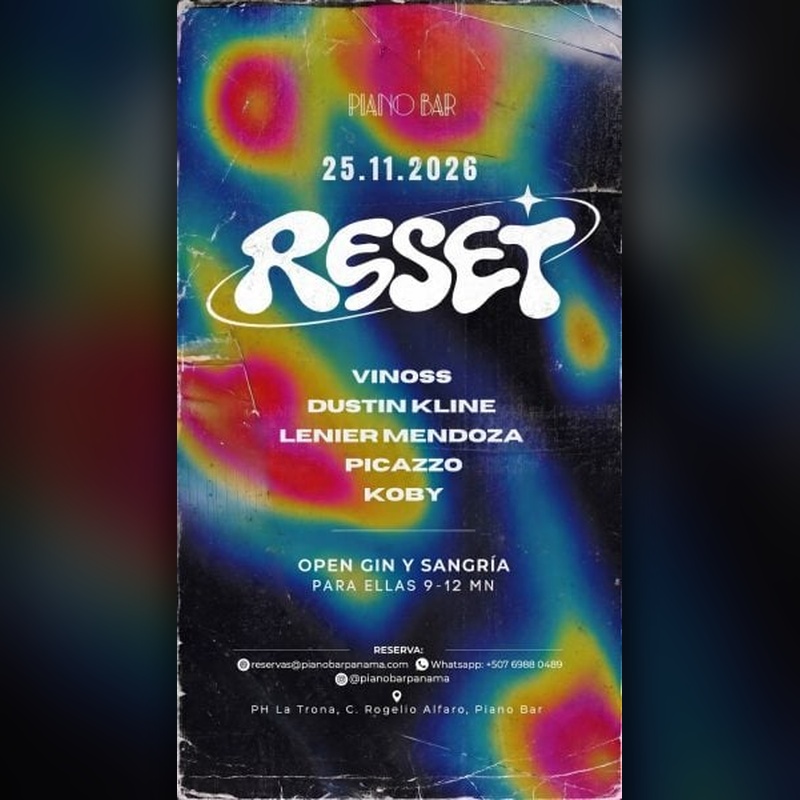 PIANO BAR
25.11.2026
RESET
VINOSS
DUSTIN KLINE
LENIER MENDOZA
PICAZZO
KOBY
OPEN GIN Y SANGRÍA
PARA ELLAS 9-12 MN
RESERVA:
reservas@pianobarpanama.com Whatsapp: +507 6988 0489
@pianobarpanama
PH La Trona, C. Rogelio Alfaro, Piano Bar